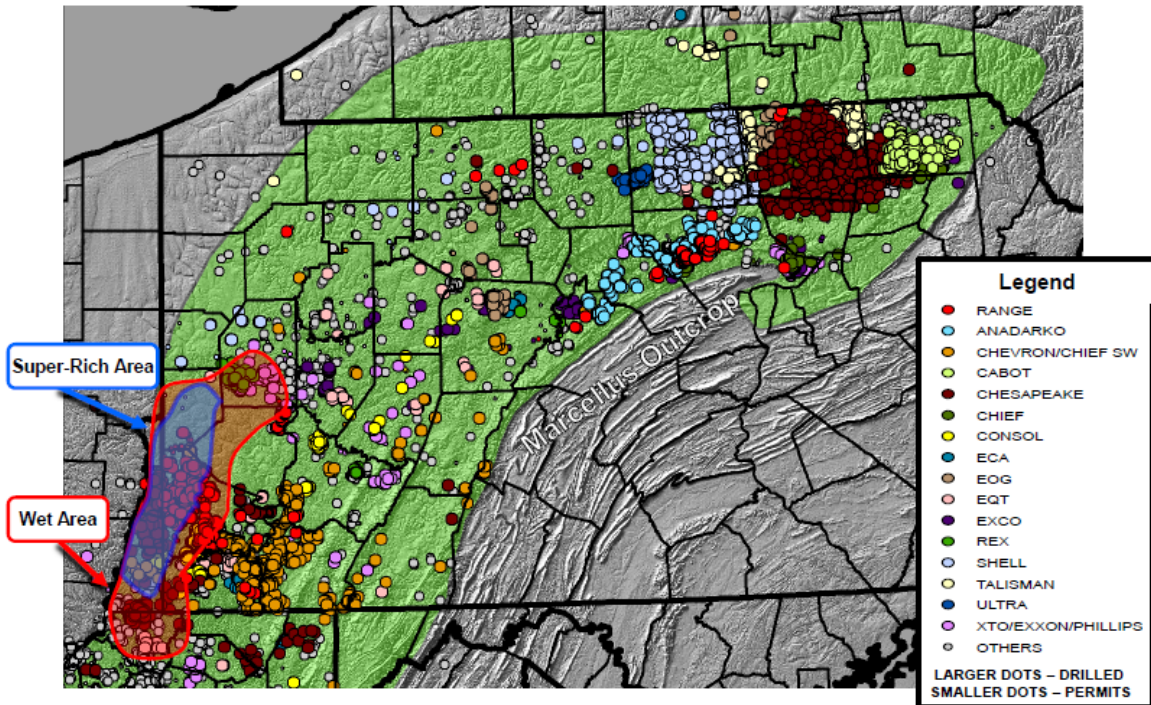 Super-Rich Area
Wet Area
Marcellus Outcrop
Legend
RANGE
ANADARKO
CHEVRON/CHIEF SW
CABOT
CHESAPEAKE
CHIEF
CONSOL
ECA
EOG
EQT
EXCO
REX
SHELL
TALISMAN
ULTRA
XTO/EXXON/PHILLIPS
OTHERS
LARGER DOTS – DRILLED
SMALLER DOTS – PERMITS